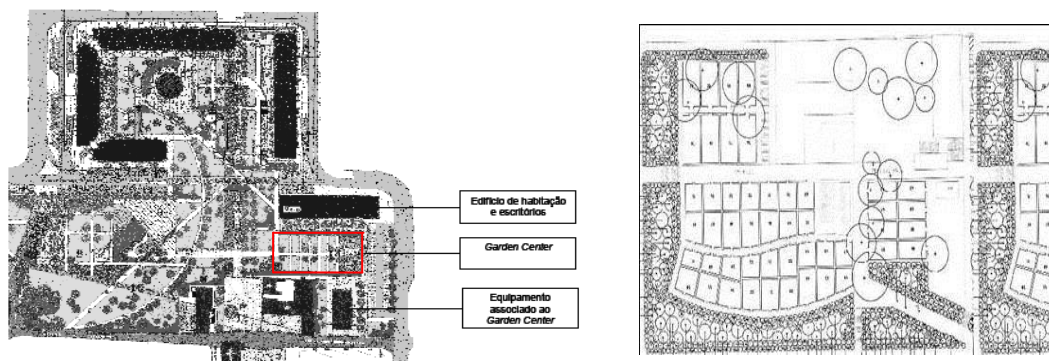 Edifício de habitação
e escritórios
Garden Center
Equipamento
associado ao
Garden Center